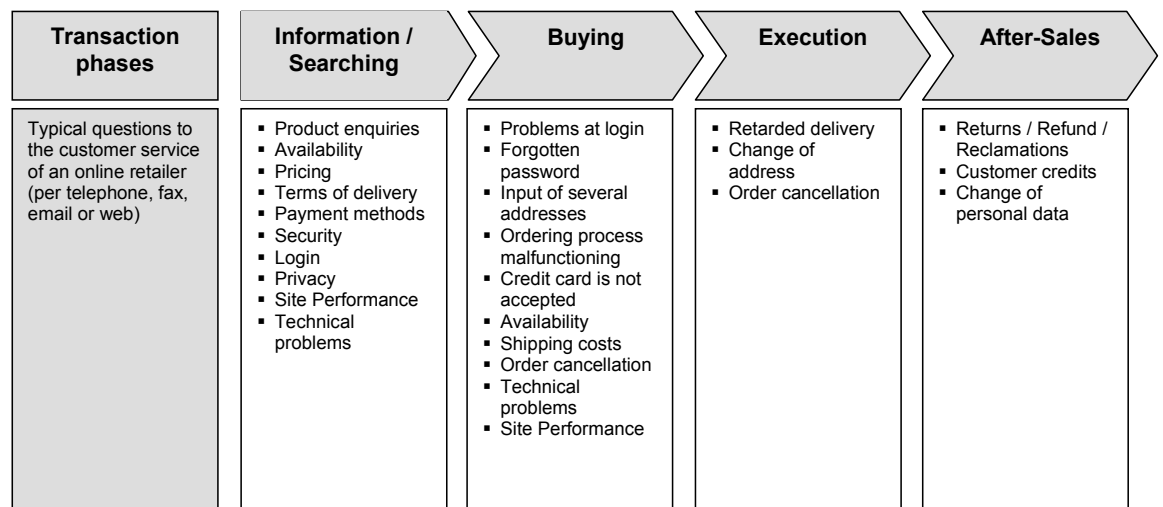 Transaction
phases
Information /
Searching
Buying
Execution
After-Sales
Typical questions to
the customer service
of an online retailer
(per telephone, fax,
email or web)
▪ Product enquiries
▪ Availability
▪ Pricing
▪ Terms of delivery
▪ Payment methods
▪ Security
▪ Login
▪ Privacy
▪ Site Performance
▪ Technical
problems
▪ Problems at login
▪ Forgotten
password
▪ Input of several
addresses
▪ Ordering process
malfunctioning
▪ Credit card is not
accepted
▪ Availability
▪ Shipping costs
▪ Order cancellation
▪ Technical
problems
▪ Site Performance
▪ Retarded delivery
▪ Change of
address
▪ Order cancellation
▪ Returns / Refund /
Reclamations
▪ Customer credits
▪ Change of
personal data